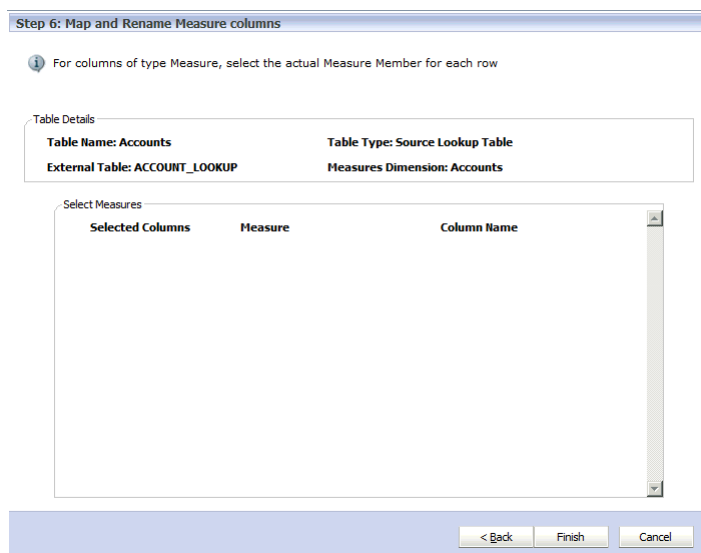 Step 6: Map and Rename Measure columns
For columns of type Measure, select the actual Measure Member for each row
Table Details
Table Name: Accounts Table Type: Source Lookup Table
External Table: ACCOUNT_LOOKUP Measures Dimension: Accounts
Select Measures
Selected Columns Measure Column Name
< Back Finish Cancel